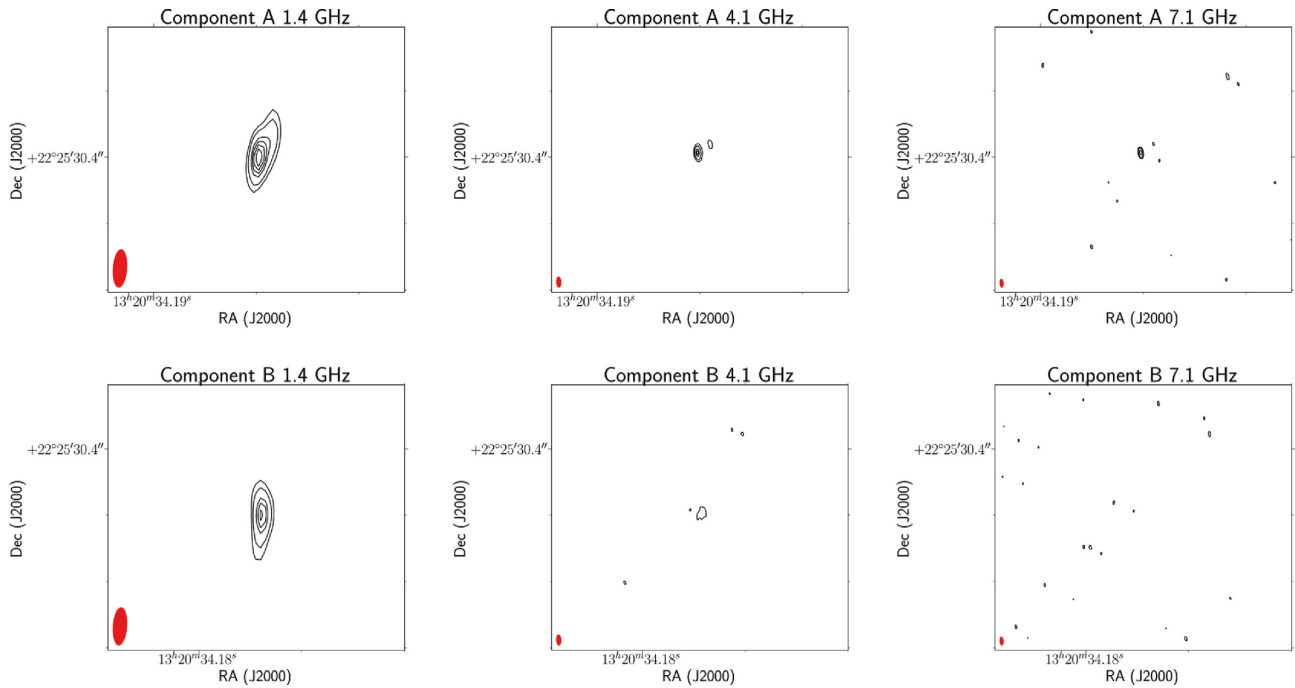 Component A 1.4 GHz
Component A 4.1 GHz
Component A 7.1 GHz
Dec (J2000)
+22°25′30.4″
13ʰ20ᵐ34.19ˢ
RA (J2000)
Dec (J2000)
+22°25′30.4″
13ʰ20ᵐ34.19ˢ
RA (J2000)
Dec (J2000)
+22°25′30.4″
13ʰ20ᵐ34.19ˢ
RA (J2000)
Component B 1.4 GHz
Component B 4.1 GHz
Component B 7.1 GHz
Dec (J2000)
+22°25′30.4″
13ʰ20ᵐ34.18ˢ
RA (J2000)
Dec (J2000)
+22°25′30.4″
13ʰ20ᵐ34.18ˢ
RA (J2000)
Dec (J2000)
+22°25′30.4″
13ʰ20ᵐ34.18ˢ
RA (J2000)